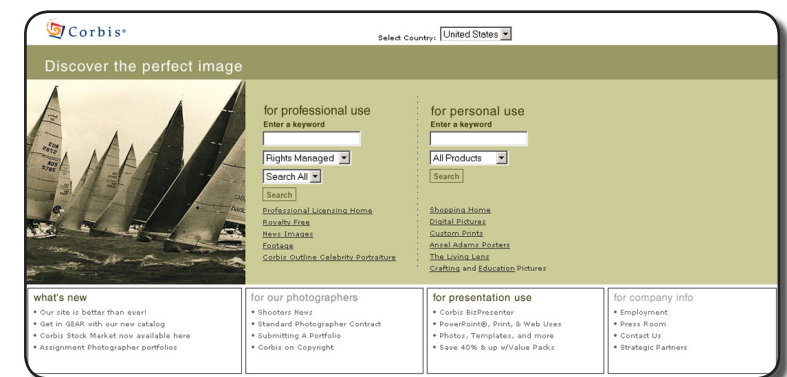 Corbis®
Select Country: United States
Discover the perfect image
for professional use
Enter a keyword
Rights Managed
Search All
Search
Professional Licensing Home
Royalty Free
News Images
Footage
Corbis Outline Celebrity Portraiture
for personal use
Enter a keyword
All Products
Search
Shopping Home
Digital Pictures
Custom Prints
Ansel Adams Posters
The Living Lens
Crafting and Education Pictures
what's new
• Our site is better than ever!
• Get in GEAR with our new catalog
• Corbis Stock Market now available here
• Assignment Photographer portfolios
for our photographers
• Shooters News
• Standard Photographer Contract
• Submitting A Portfolio
• Corbis on Copyright
for presentation use
• Corbis BizPresenter
• PowerPoint®, Print, & Web Uses
• Photos, Templates, and more
• Save 40% & up w/Value Packs
for company info
• Employment
• Press Room
• Contact Us
• Strategic Partners